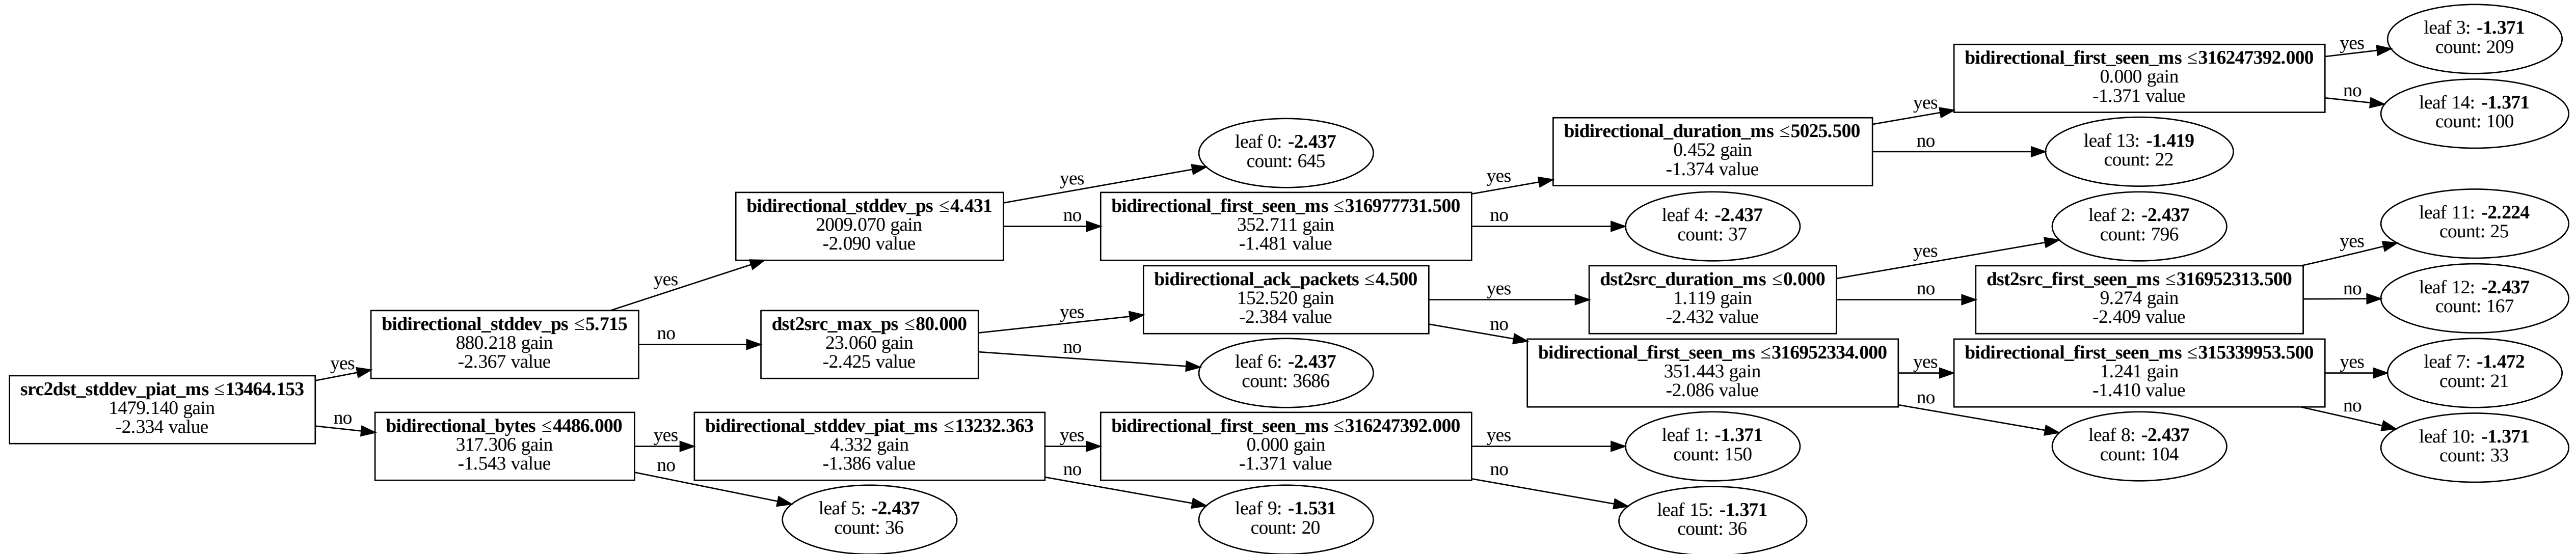 src2dst_stddev_piat_ms ≤13464.153
1479.140 gain
-2.334 value
yes
no
bidirectional_stddev_ps ≤5.715
880.218 gain
-2.367 value
yes
no
bidirectional_bytes ≤4486.000
317.306 gain
-1.543 value
yes
no
bidirectional_stddev_ps ≤4.431
2009.070 gain
-2.090 value
yes
no
dst2src_max_ps ≤80.000
23.060 gain
-2.425 value
yes
no
bidirectional_stddev_piat_ms ≤13232.363
4.332 gain
-1.386 value
yes
no
leaf 5: -2.437
count: 36
leaf 0: -2.437
count: 645
bidirectional_first_seen_ms ≤316977731.500
352.711 gain
-1.481 value
yes
no
bidirectional_ack_packets ≤4.500
152.520 gain
-2.384 value
yes
no
leaf 6: -2.437
count: 3686
bidirectional_first_seen_ms ≤316247392.000
0.000 gain
-1.371 value
yes
no
leaf 9: -1.531
count: 20
bidirectional_duration_ms ≤5025.500
0.452 gain
-1.374 value
yes
no
leaf 4: -2.437
count: 37
dst2src_duration_ms ≤0.000
1.119 gain
-2.432 value
yes
no
bidirectional_first_seen_ms ≤316952334.000
351.443 gain
-2.086 value
yes
no
leaf 1: -1.371
count: 150
leaf 15: -1.371
count: 36
bidirectional_first_seen_ms ≤316247392.000
0.000 gain
-1.371 value
yes
no
leaf 13: -1.419
count: 22
leaf 2: -2.437
count: 796
dst2src_first_seen_ms ≤316952313.500
9.274 gain
-2.409 value
yes
no
bidirectional_first_seen_ms ≤315339953.500
1.241 gain
-1.410 value
yes
no
leaf 8: -2.437
count: 104
leaf 3: -1.371
count: 209
leaf 14: -1.371
count: 100
leaf 11: -2.224
count: 25
leaf 12: -2.437
count: 167
leaf 7: -1.472
count: 21
leaf 10: -1.371
count: 33